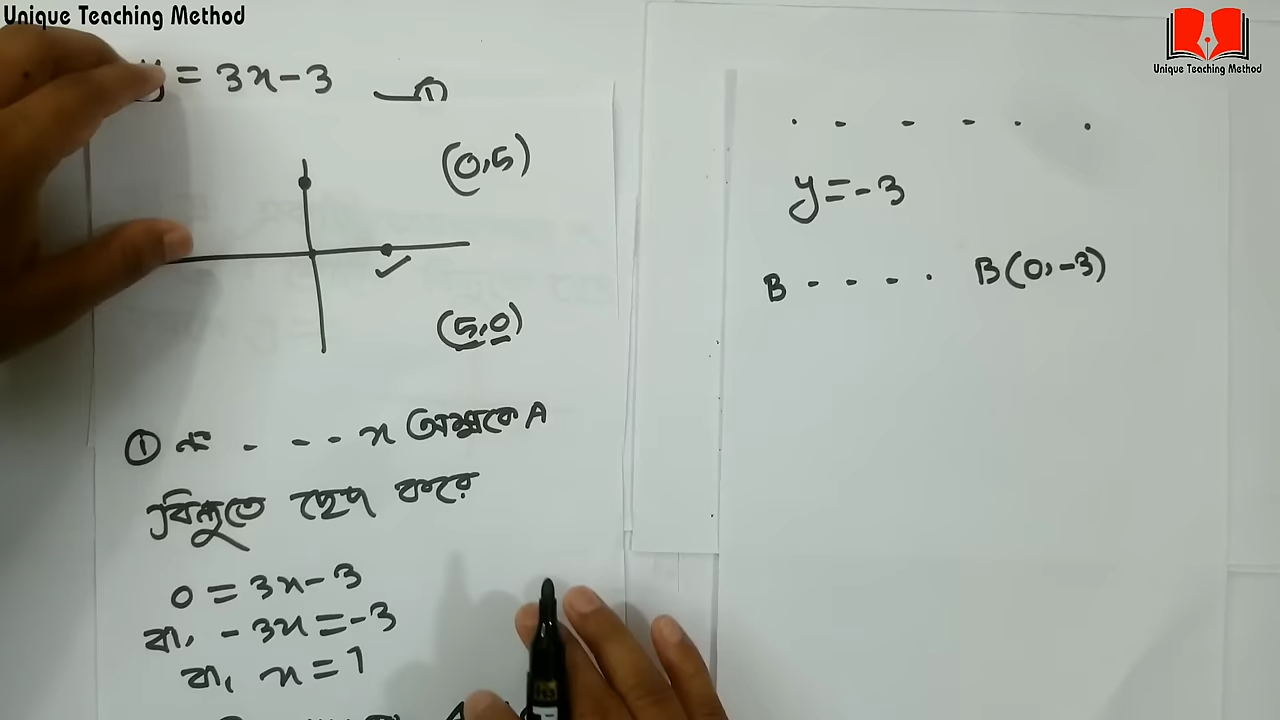 Unique Teaching Method
Unique Teaching Method
y = 3x - 3 ①
(0, 5)
(5, 0)
① নং - - - - x অক্ষকে A
বিন্দুতে ছেদ করে
0 = 3x - 3
বা, - 3x = - 3
বা, x = 1
. - - - . .
y = - 3
B - - - . B(0, -3)